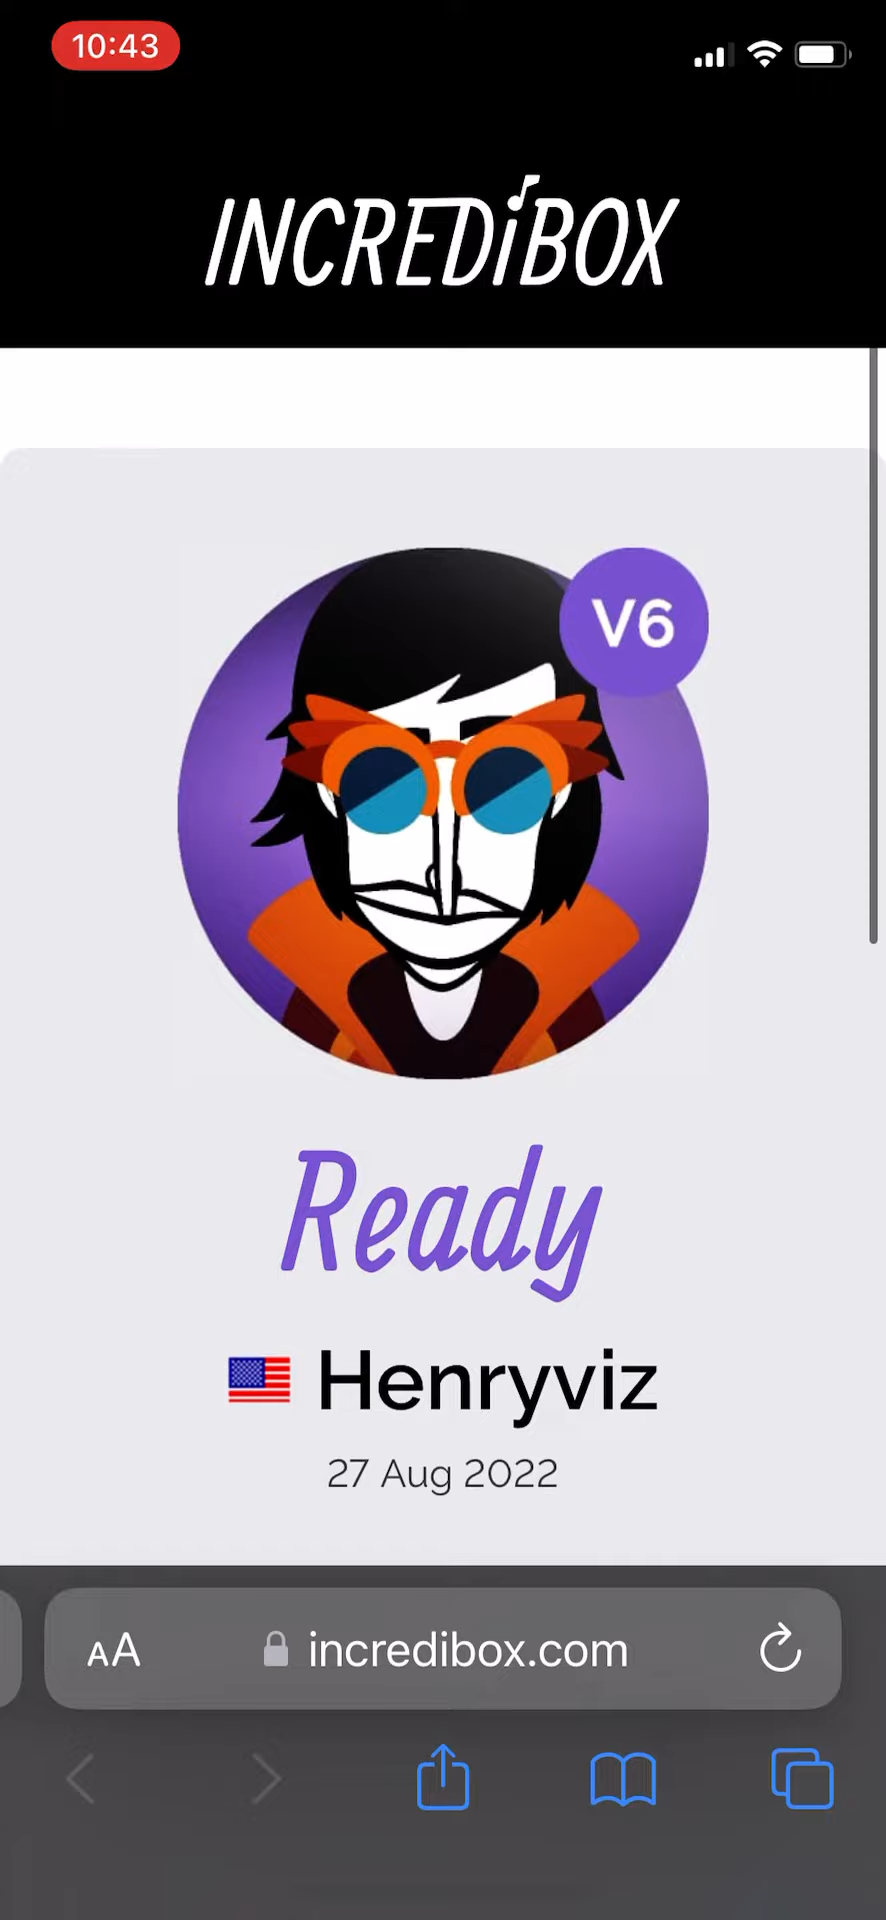 10:43
INCREDIBOX
V6
Ready
Henryviz
27 Aug 2022
AA incredibox.com